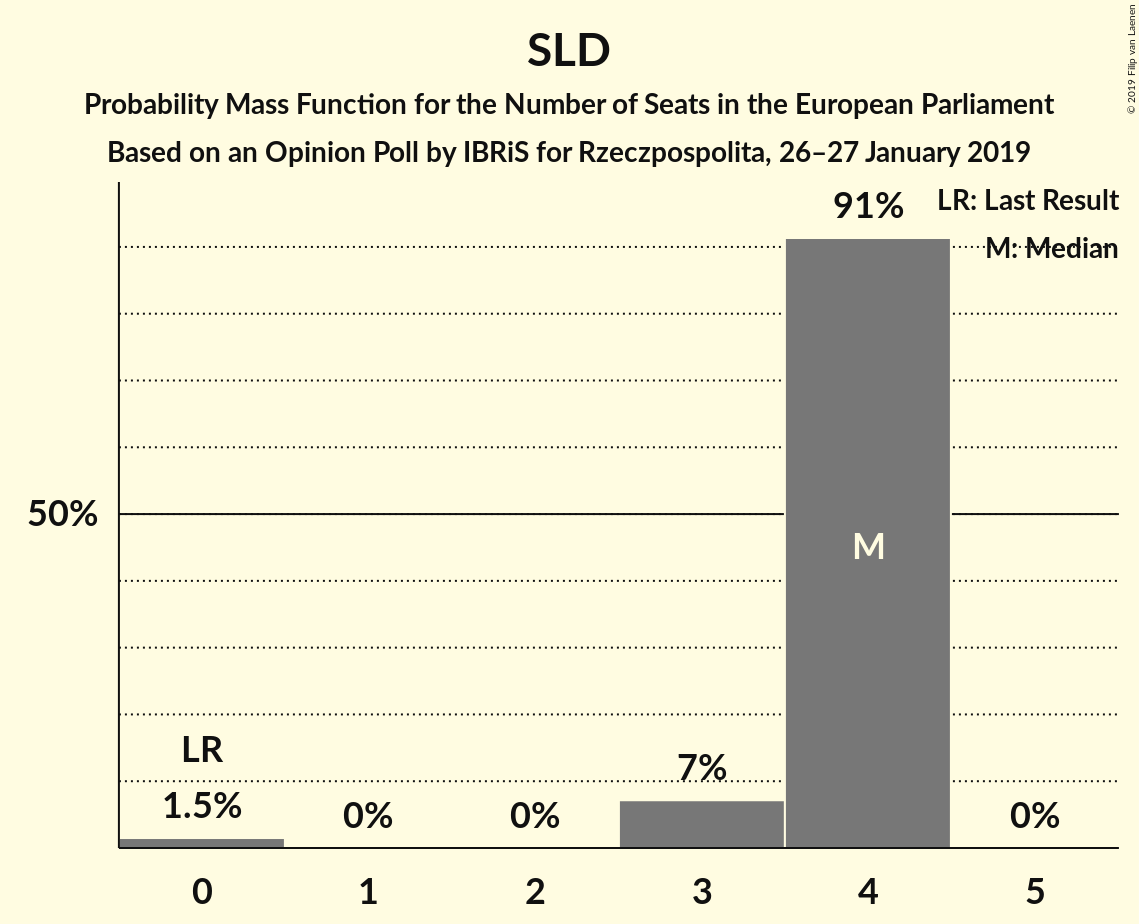 SLD
Probability Mass Function for the Number of Seats in the European Parliament
Based on an Opinion Poll by IBRiS for Rzeczpospolita, 26–27 January 2019
© 2019 Filip van Laenen
LR: Last Result
M: Median
91%
50%
M
LR
1.5%
0%
0%
7%
0%
0
1
2
3
4
5